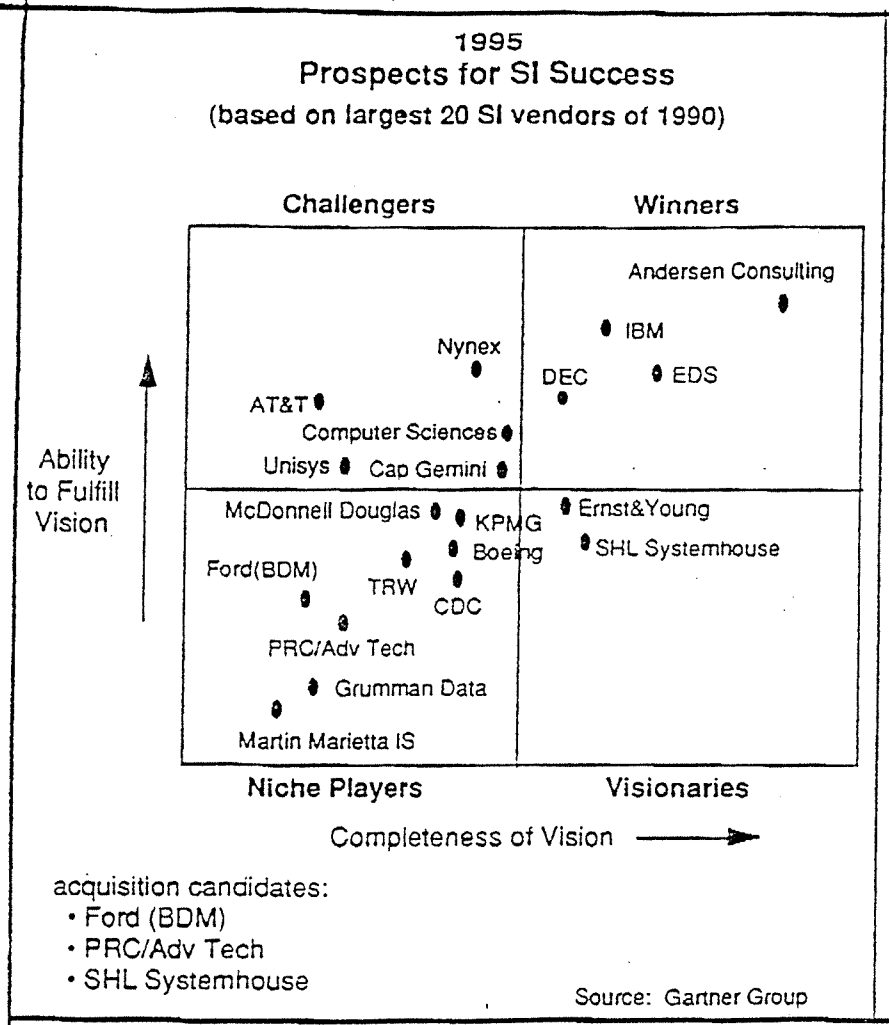 1995
Prospects for SI Success
(based on largest 20 SI vendors of 1990)
Challengers
Winners
Andersen Consulting
IBM
Nynex
DEC
EDS
AT&T
Computer Sciences
Unisys
Cap Gemini
Ability
to Fulfill
Vision
McDonnell Douglas
KPMG
Ernst&Young
Boeing
SHL Systemhouse
Ford(BDM)
TRW
CDC
PRC/Adv Tech
Grumman Data
Martin Marietta IS
Niche Players
Visionaries
Completeness of Vision
acquisition candidates:
• Ford (BDM)
• PRC/Adv Tech
• SHL Systemhouse
Source: Gartner Group